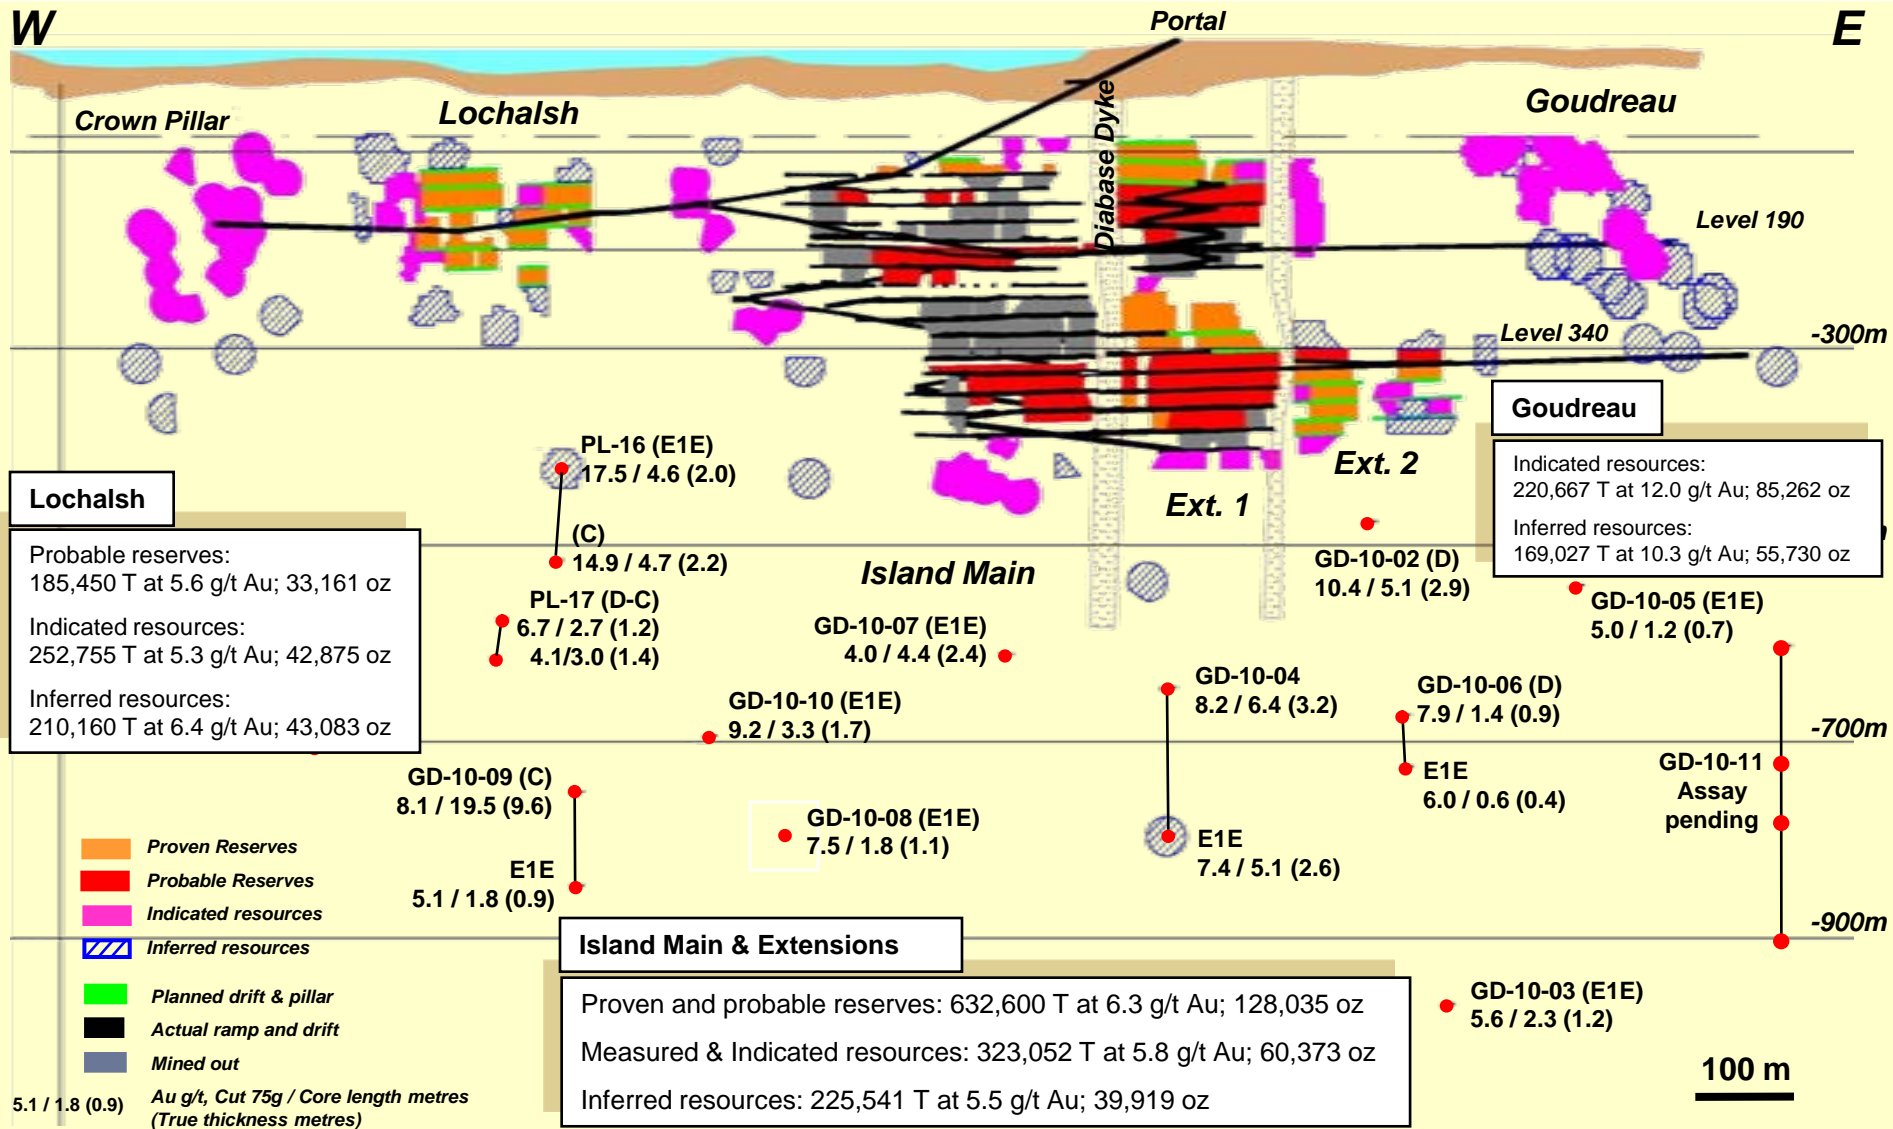 W
Portal
E
Crown Pillar
Lochalsh
Diabase Dyke
Goudreau
Level 190
Level 340
-300m
Goudreau
Indicated resources:
220,667 T at 12.0 g/t Au; 85,262 oz
Inferred resources:
169,027 T at 10.3 g/t Au; 55,730 oz
PL-16 (E1E)
17.5 / 4.6 (2.0)
(C)
14.9 / 4.7 (2.2)
PL-17 (D-C)
6.7 / 2.7 (1.2)
4.1/3.0 (1.4)
Lochalsh
Probable reserves:
185,450 T at 5.6 g/t Au; 33,161 oz
Indicated resources:
252,755 T at 5.3 g/t Au; 42,875 oz
Inferred resources:
210,160 T at 6.4 g/t Au; 43,083 oz
Ext. 2
Ext. 1
Island Main
GD-10-02 (D)
10.4 / 5.1 (2.9)
GD-10-05 (E1E)
5.0 / 1.2 (0.7)
GD-10-07 (E1E)
4.0 / 4.4 (2.4)
GD-10-04
8.2 / 6.4 (3.2)
GD-10-06 (D)
7.9 / 1.4 (0.9)
GD-10-10 (E1E)
9.2 / 3.3 (1.7)
-700m
GD-10-11
Assay
pending
E1E
6.0 / 0.6 (0.4)
GD-10-09 (C)
8.1 / 19.5 (9.6)
GD-10-08 (E1E)
7.5 / 1.8 (1.1)
E1E
7.4 / 5.1 (2.6)
E1E
5.1 / 1.8 (0.9)
-900m
Proven Reserves
Probable Reserves
Indicated resources
Inferred resources
Planned drift & pillar
Actual ramp and drift
Mined out
5.1 / 1.8 (0.9)
Au g/t, Cut 75g / Core length metres
(True thickness metres)
Island Main & Extensions
Proven and probable reserves: 632,600 T at 6.3 g/t Au; 128,035 oz
Measured & Indicated resources: 323,052 T at 5.8 g/t Au; 60,373 oz
Inferred resources: 225,541 T at 5.5 g/t Au; 39,919 oz
GD-10-03 (E1E)
5.6 / 2.3 (1.2)
100 m